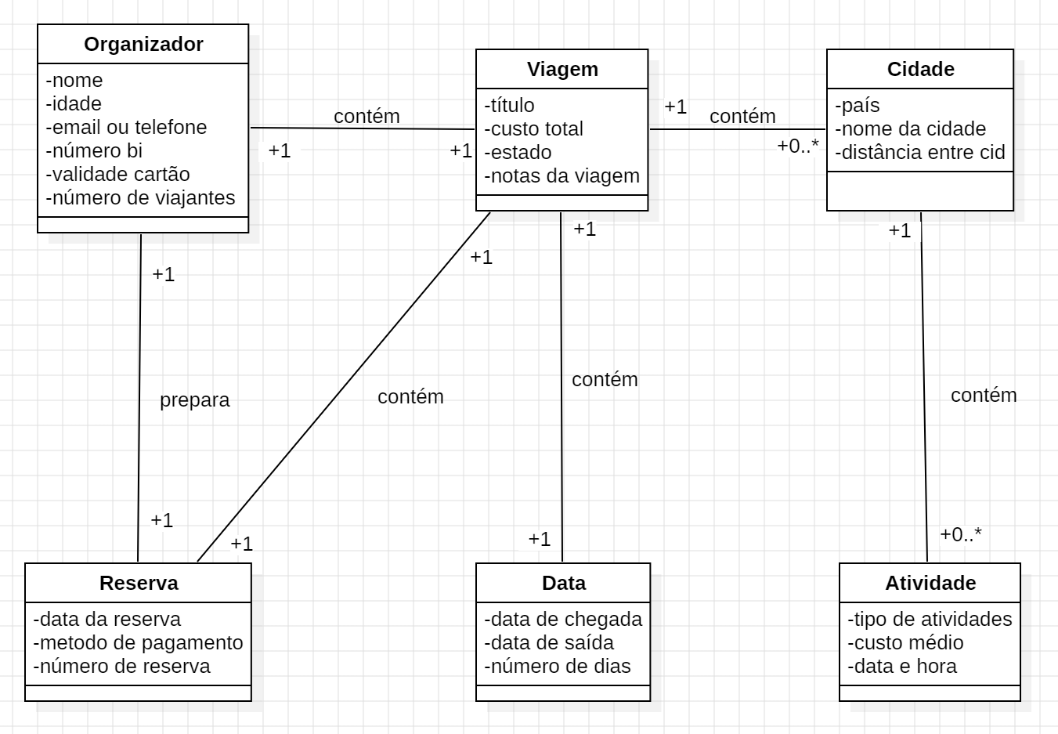 Organizador
-nome
-idade
-email ou telefone
-número bi
-validade cartão
-número de viajantes
contém
+1
+1
Viagem
-título
-custo total
-estado
-notas da viagem
+1
contém
+0..*
Cidade
-país
-nome da cidade
-distância entre cid
+1
prepara
+1
+1
contém
+1
+1
contém
+1
+1
contém
+0..*
Reserva
-data da reserva
-metodo de pagamento
-número de reserva
Data
-data de chegada
-data de saída
-número de dias
Atividade
-tipo de atividades
-custo médio
-data e hora